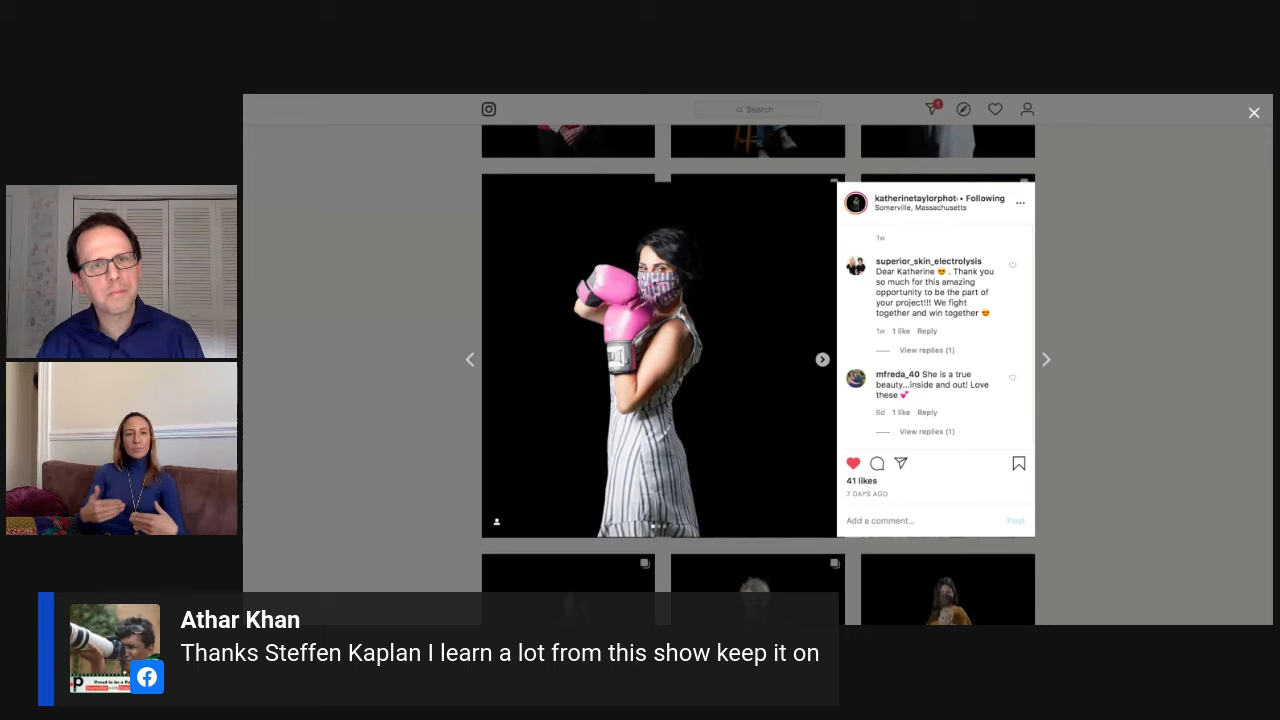 Search
1
katherinetaylorphot • Following
Somerville, Massachusetts
1w
superior_skin_electrolysis
Dear Katherine 😍 . Thank you
so much for this amazing
opportunity to be the part of
your project!!! We fight
together and win together 😍
1w 1 like Reply
View replies (1)
mfreda_40 She is a true
beauty...inside and out! Love
these 💕
6d 1 like Reply
View replies (1)
41 likes
7 DAYS AGO
Add a comment... Post
Athar Khan
Thanks Steffen Kaplan I learn a lot from this show keep it on